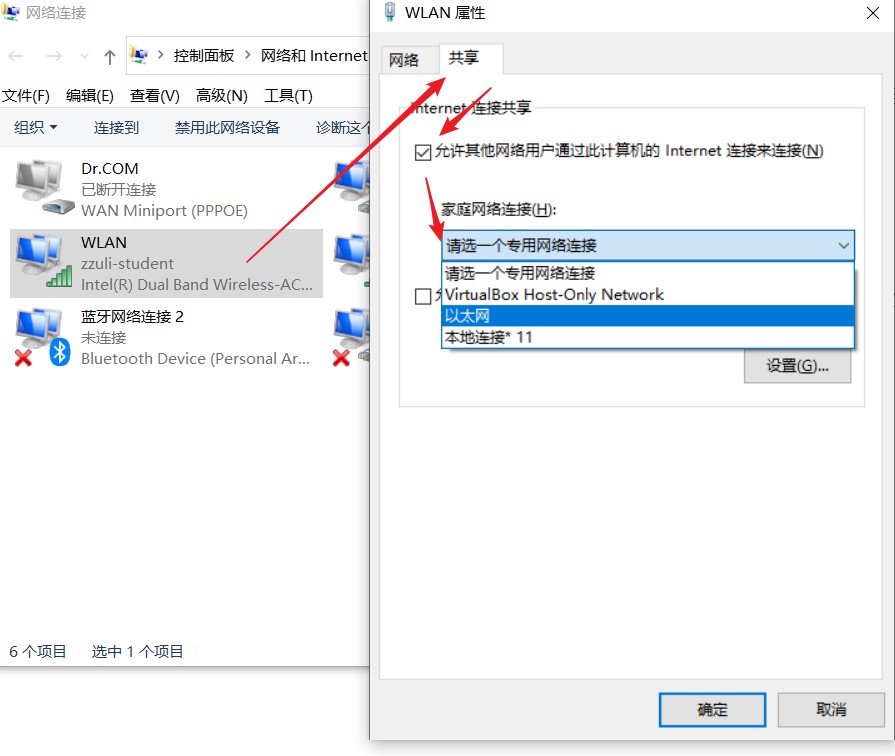 网络连接
控制面板 > 网络和 Internet
文件(F) 编辑(E) 查看(V) 高级(N) 工具(T)
组织 连接到 禁用此网络设备 诊断这个
Dr.COM
已断开连接
WAN Miniport (PPPOE)
WLAN
zzuli-student
Intel(R) Dual Band Wireless-AC...
蓝牙网络连接 2
未连接
Bluetooth Device (Personal Ar...
6 个项目 选中 1 个项目
WLAN 属性
网络 共享
Internet 连接共享
允许其他网络用户通过此计算机的 Internet 连接来连接(N)
家庭网络连接(H):
请选一个专用网络连接
请选一个专用网络连接
VirtualBox Host-Only Network
以太网
本地连接* 11
设置(G)...
确定 取消